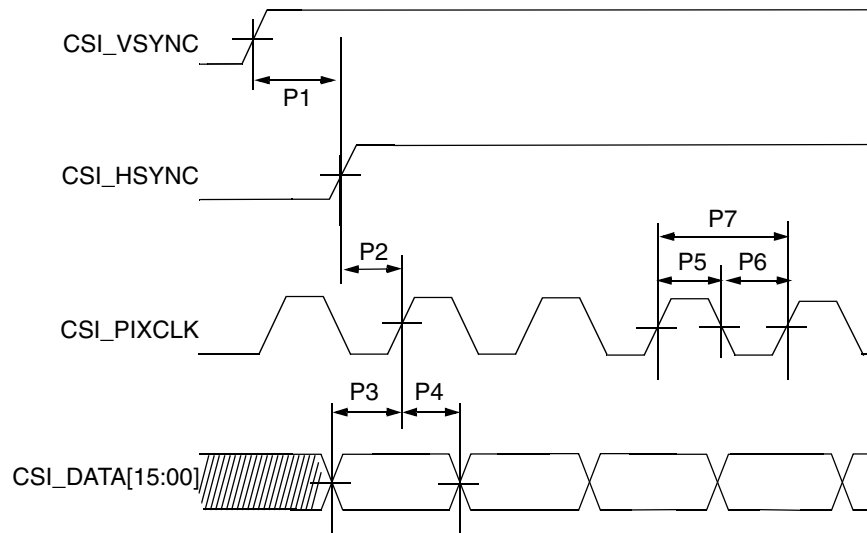 CSI_VSYNC
P1
CSI_HSYNC
P7
P2
P5
P6
CSI_PIXCLK
P3
P4
CSI_DATA[15:00]